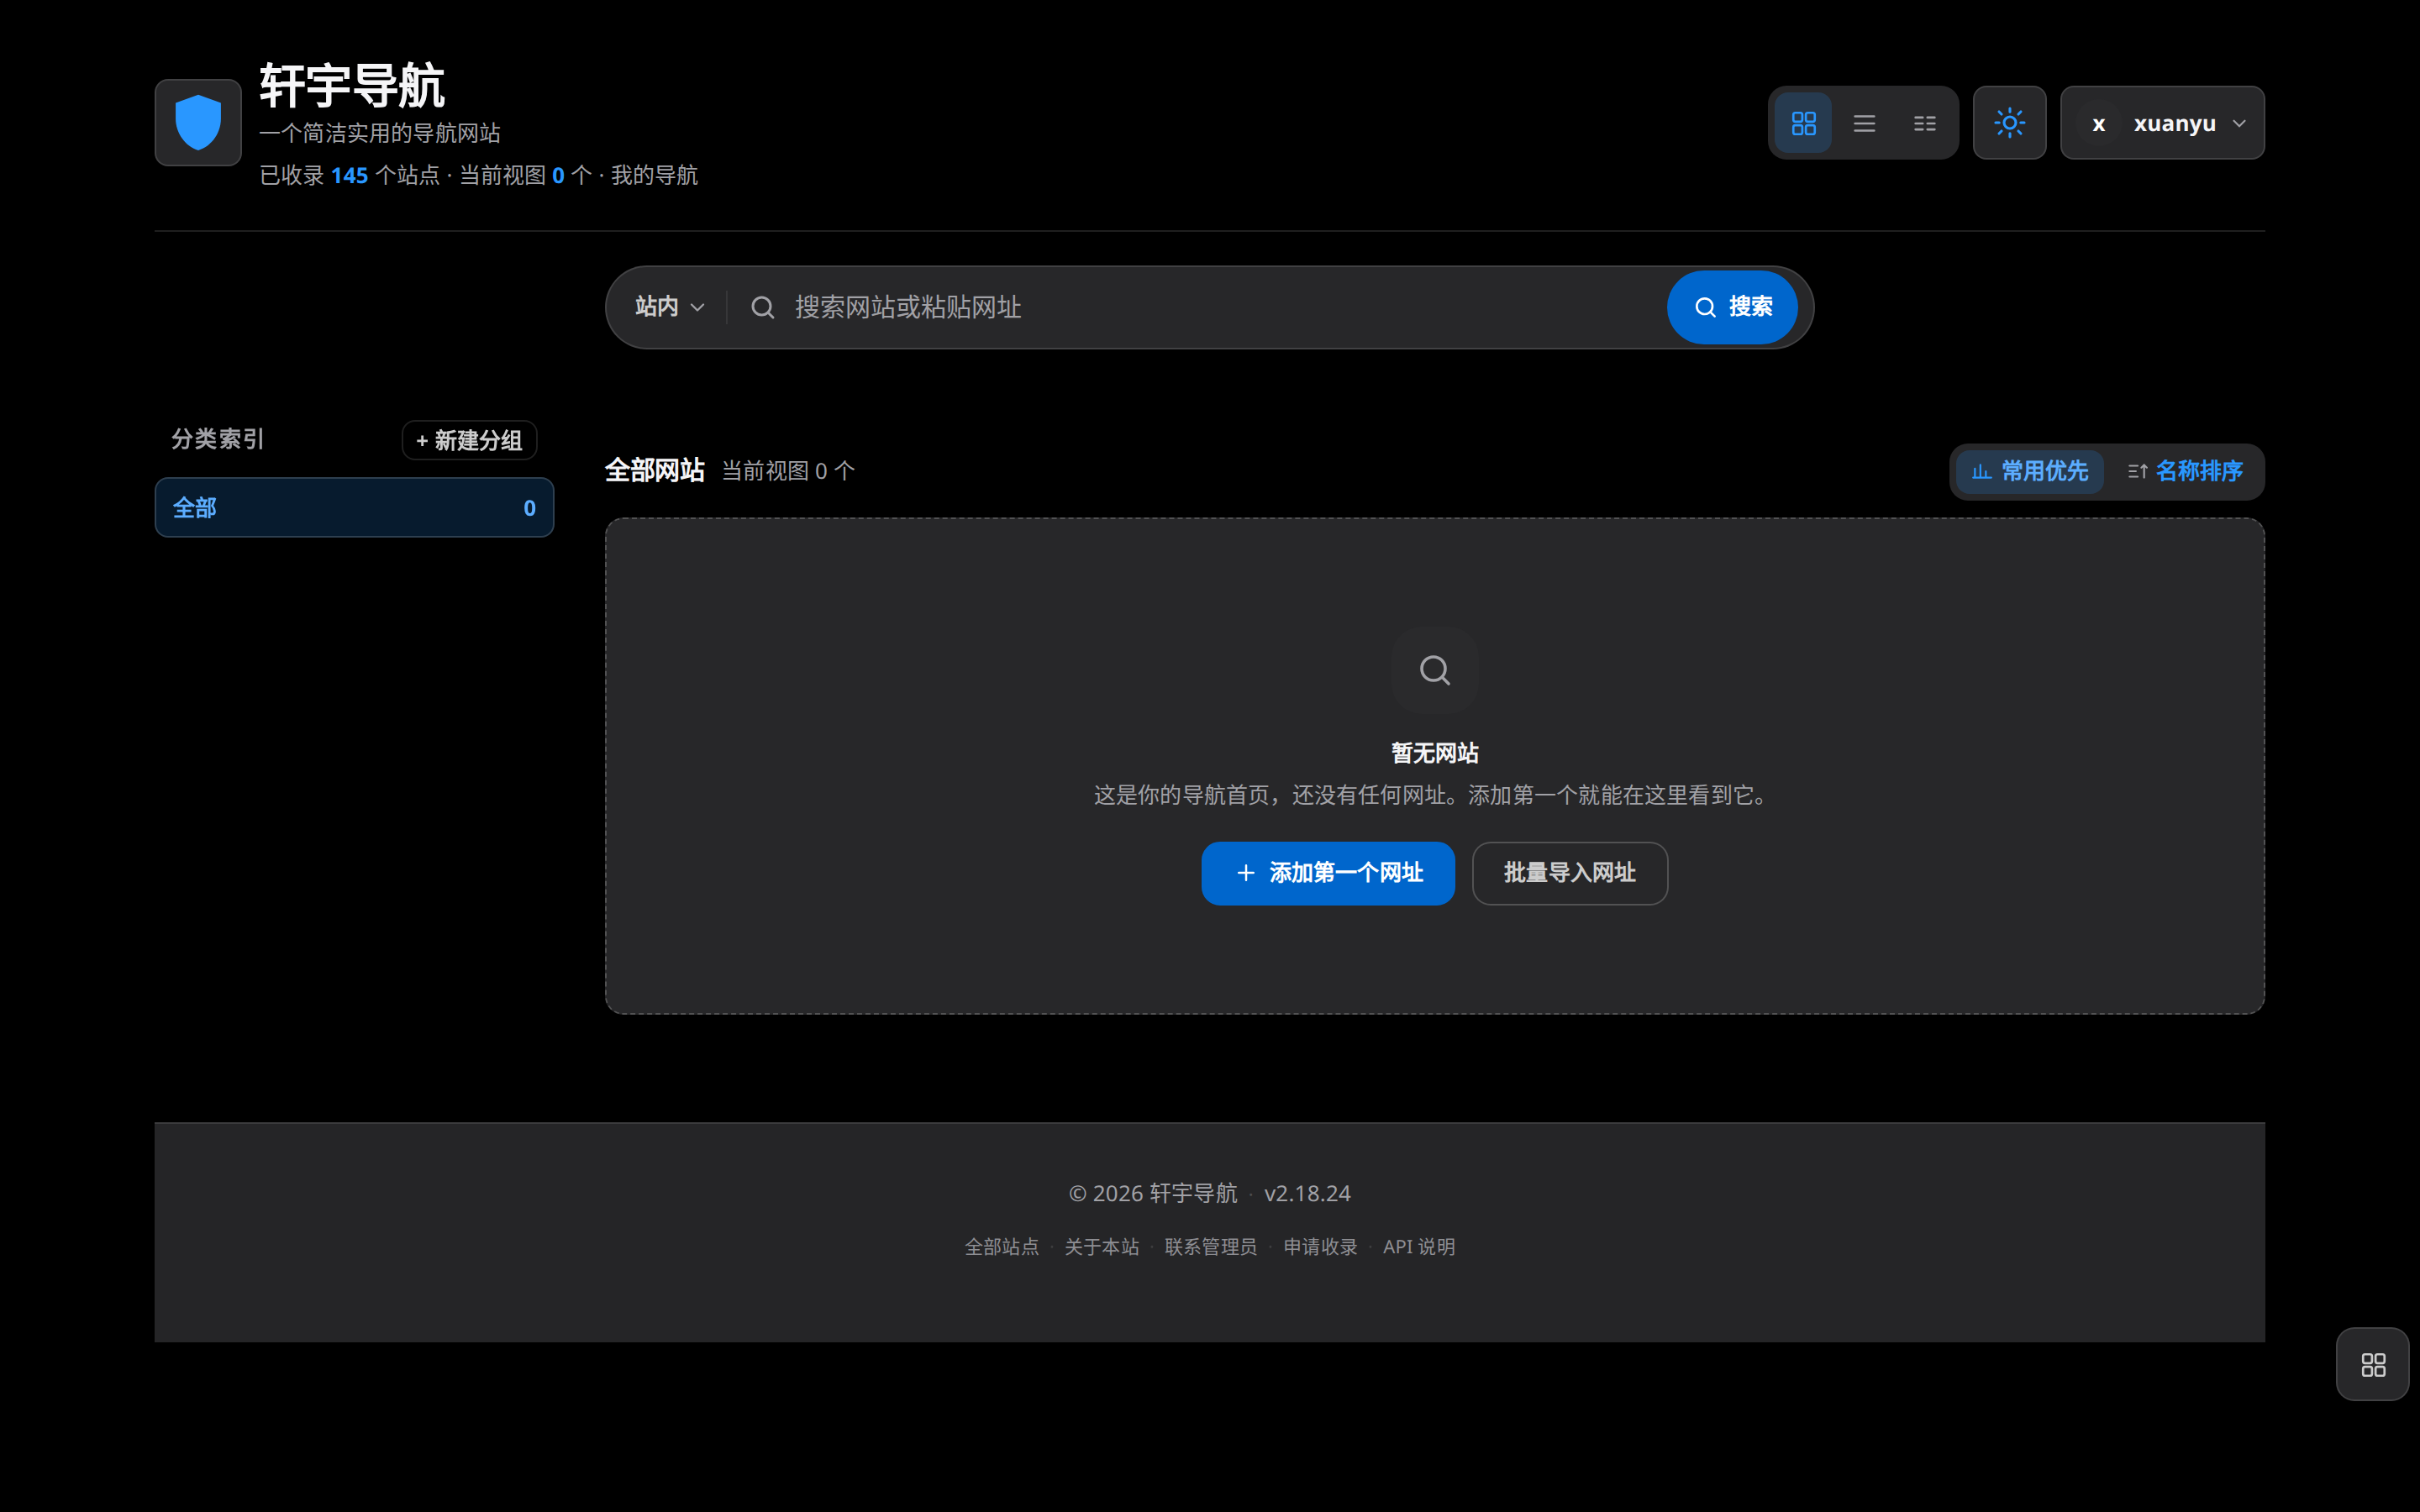 轩宇导航
一个简洁实用的导航网站
已收录 145 个站点 · 当前视图 0 个 · 我的导航
x xuanyu
站内 搜索网站或粘贴网址 搜索
分类索引 + 新建分组
全部 0
全部网站 当前视图 0 个 常用优先 名称排序
暂无网站
这是你的导航首页，还没有任何网址。添加第一个就能在这里看到它。
添加第一个网址 批量导入网址
© 2026 轩宇导航 · v2.18.24
全部站点 · 关于本站 · 联系管理员 · 申请收录 · API 说明